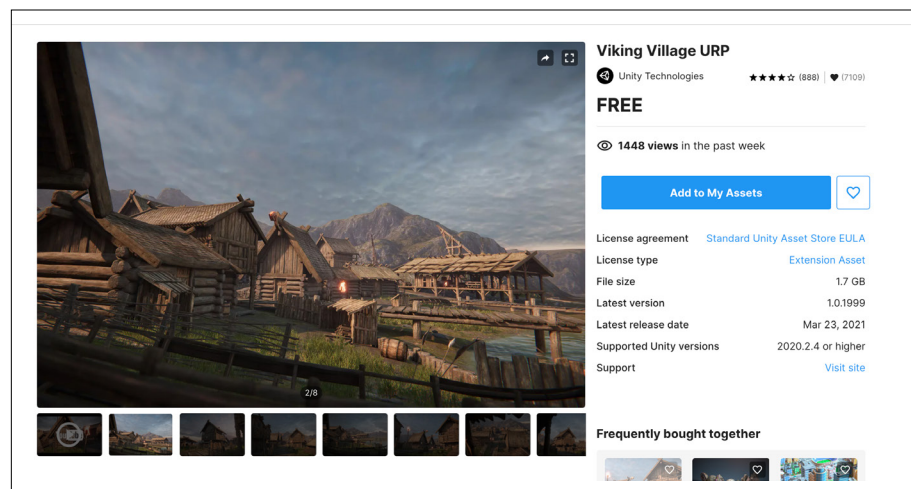 Viking Village URP
Unity Technologies
(888)
(7109)
FREE
1448 views in the past week
Add to My Assets
License agreement Standard Unity Asset Store EULA
License type Extension Asset
File size 1.7 GB
Latest version 1.0.1999
Latest release date Mar 23, 2021
Supported Unity versions 2020.2.4 or higher
Support Visit site
2/8
Frequently bought together